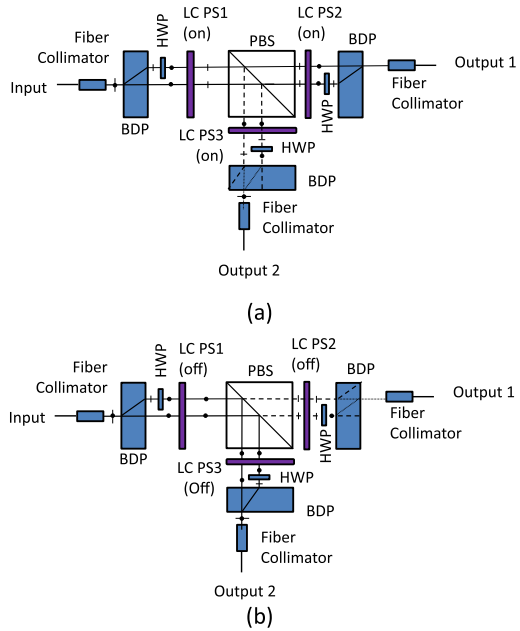 Fiber
Collimator
HWP
LC PS1
(on)
PBS
LC PS2
(on)
BDP
Output 1
Input
BDP
HWP
Fiber
Collimator
LC PS3
(on)
HWP
BDP
Fiber
Collimator
Output 2
(a)
Fiber
Collimator
HWP
LC PS1
(off)
PBS
LC PS2
(off)
BDP
Output 1
Input
BDP
HWP
Fiber
Collimator
LC PS3
(Off)
HWP
BDP
Fiber
Collimator
Output 2
(b)